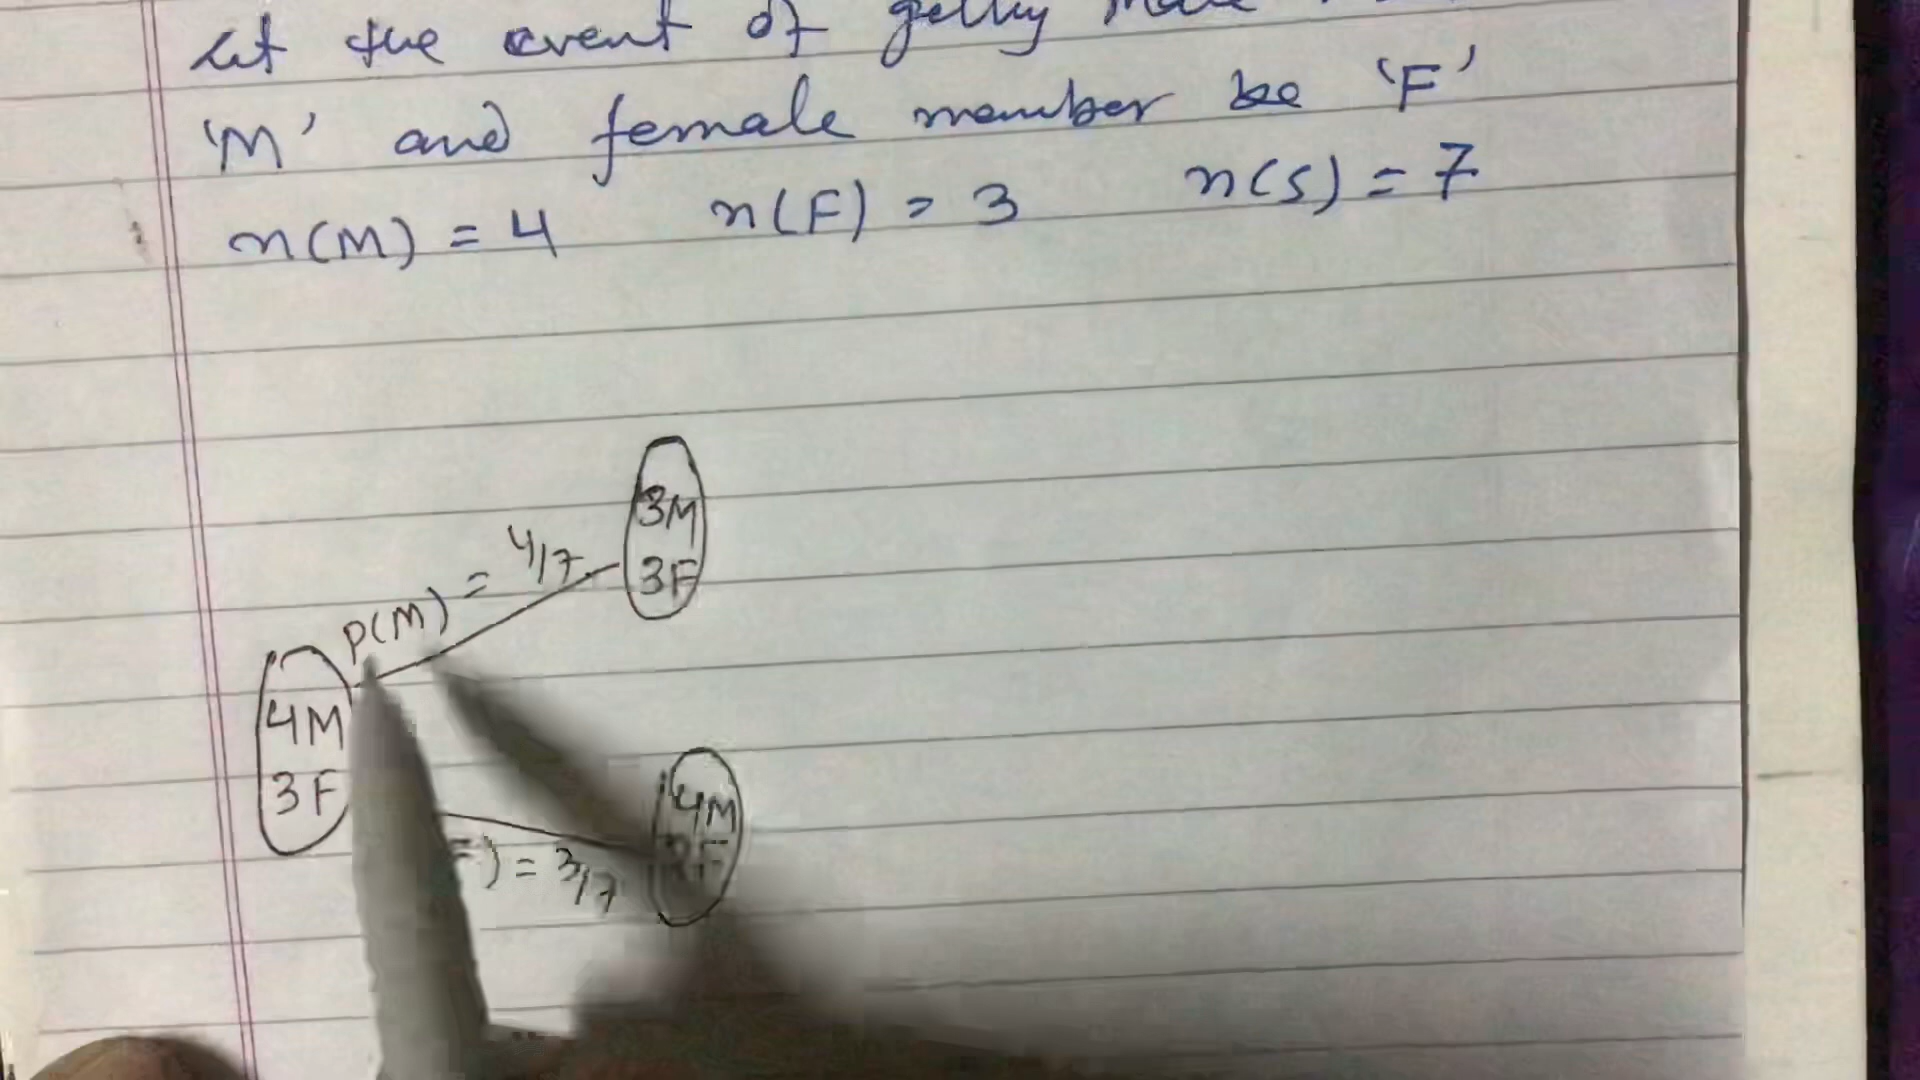 Let the event of getting
'M' and female member be 'F'
n(M) = 4 n(F) = 3 n(S) = 7
3M
3F
P(M) = 4/7
4M
3F
4M
) = 3/7